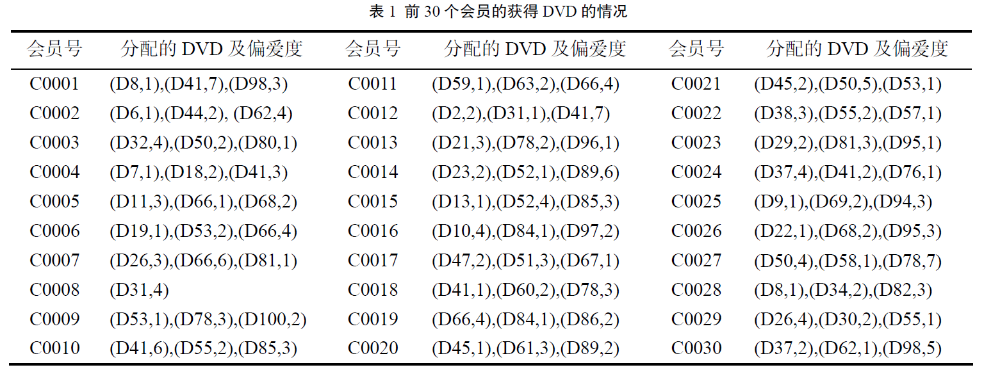 表 1 前 30 个会员的获得 DVD 的情况
会员号 分配的 DVD 及偏爱度 会员号 分配的 DVD 及偏爱度 会员号 分配的 DVD 及偏爱度
C0001 (D8,1),(D41,7),(D98,3) C0011 (D59,1),(D63,2),(D66,4) C0021 (D45,2),(D50,5),(D53,1)
C0002 (D6,1),(D44,2), (D62,4) C0012 (D2,2),(D31,1),(D41,7) C0022 (D38,3),(D55,2),(D57,1)
C0003 (D32,4),(D50,2),(D80,1) C0013 (D21,3),(D78,2),(D96,1) C0023 (D29,2),(D81,3),(D95,1)
C0004 (D7,1),(D18,2),(D41,3) C0014 (D23,2),(D52,1),(D89,6) C0024 (D37,4),(D41,2),(D76,1)
C0005 (D11,3),(D66,1),(D68,2) C0015 (D13,1),(D52,4),(D85,3) C0025 (D9,1),(D69,2),(D94,3)
C0006 (D19,1),(D53,2),(D66,4) C0016 (D10,4),(D84,1),(D97,2) C0026 (D22,1),(D68,2),(D95,3)
C0007 (D26,3),(D66,6),(D81,1) C0017 (D47,2),(D51,3),(D67,1) C0027 (D50,4),(D58,1),(D78,7)
C0008 (D31,4) C0018 (D41,1),(D60,2),(D78,3) C0028 (D8,1),(D34,2),(D82,3)
C0009 (D53,1),(D78,3),(D100,2) C0019 (D66,4),(D84,1),(D86,2) C0029 (D26,4),(D30,2),(D55,1)
C0010 (D41,6),(D55,2),(D85,3) C0020 (D45,1),(D61,3),(D89,2) C0030 (D37,2),(D62,1),(D98,5)